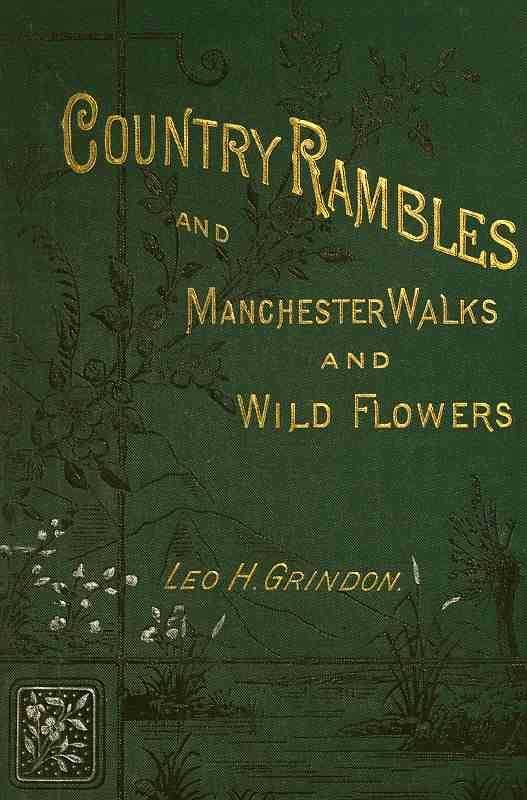 COUNTRY RAMBLES
AND
MANCHESTER WALKS
AND
WILD FLOWERS
LEO H. GRINDON.